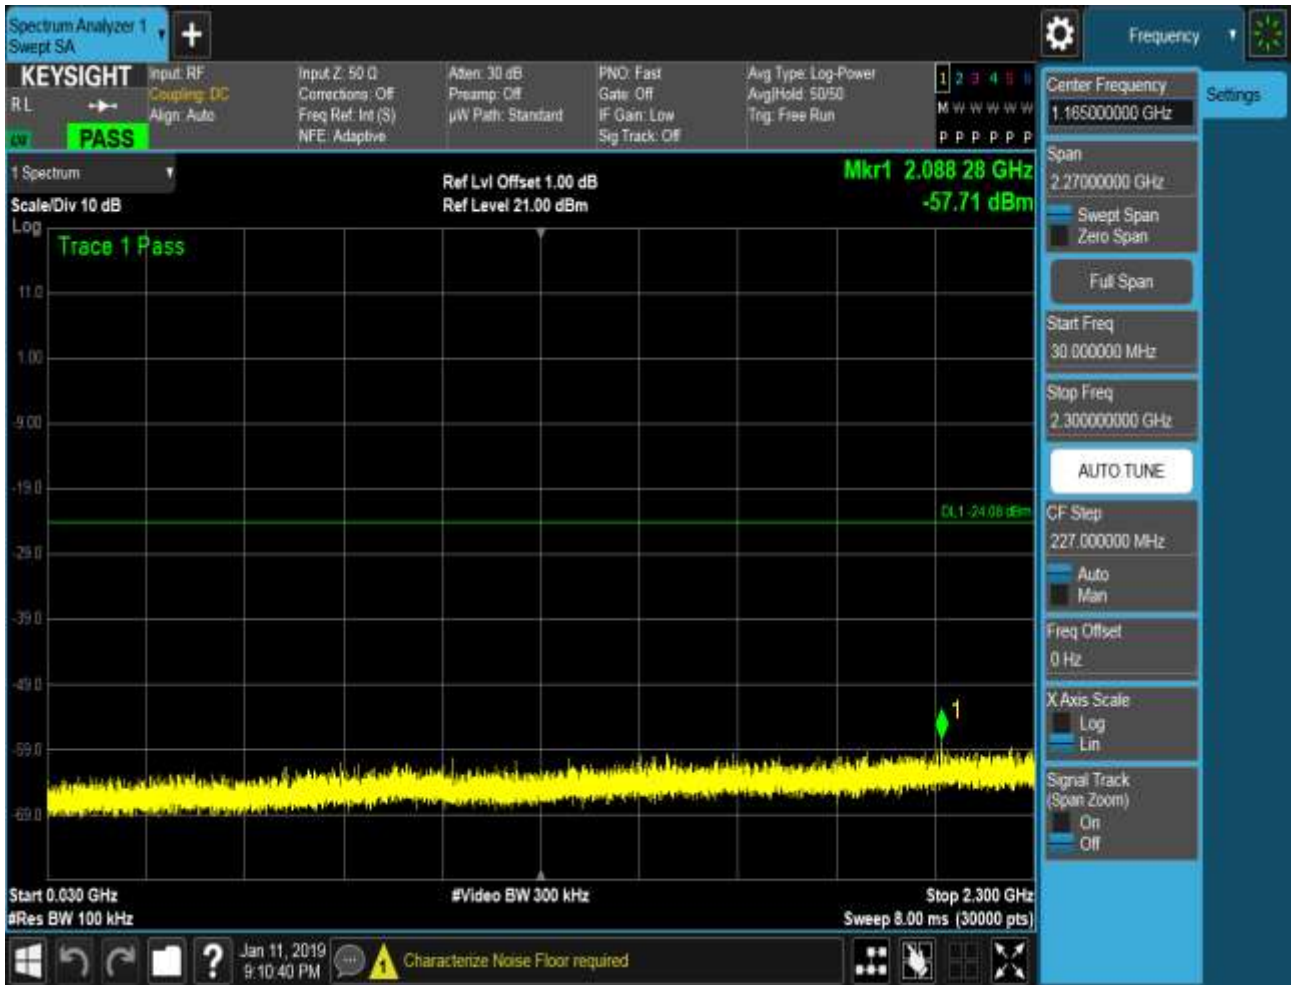 Spectrum Analyzer 1
Swept SA
+
Frequency
KEYSIGHT
RL
PASS
Input: RF
Coupling: DC
Align: Auto
Input Z: 50 Ω
Corrections: Off
Freq Ref: Int (S)
NFE: Adaptive
Atten: 30 dB
Preamp: Off
µW Path: Standard
PNO: Fast
Gate: Off
IF Gain: Low
Sig Track: Off
Avg Type: Log-Power
Avg|Hold: 50/50
Trig: Free Run
1 2 3 4 5 6
M W W W W W
P P P P P P
1 Spectrum
Scale/Div 10 dB
Ref Lvl Offset 1.00 dB
Ref Level 21.00 dBm
Mkr1 2.088 28 GHz
-57.71 dBm
Log
Trace 1 Pass
11.0
1.00
-9.00
-19.0
DL1 -24.08 dBm
-29.0
-39.0
-49.0
1
-59.0
-69.0
Start 0.030 GHz
#Video BW 300 kHz
Stop 2.300 GHz
#Res BW 100 kHz
Sweep 8.00 ms (30000 pts)
?
Jan 11, 2019
9:10:40 PM
1
Characterize Noise Floor required
Center Frequency
1.165000000 GHz
Settings
Span
2.27000000 GHz
Swept Span
Zero Span
Full Span
Start Freq
30.000000 MHz
Stop Freq
2.300000000 GHz
AUTO TUNE
CF Step
227.000000 MHz
Auto
Man
Freq Offset
0 Hz
X Axis Scale
Log
Lin
Signal Track
(Span Zoom)
On
Off